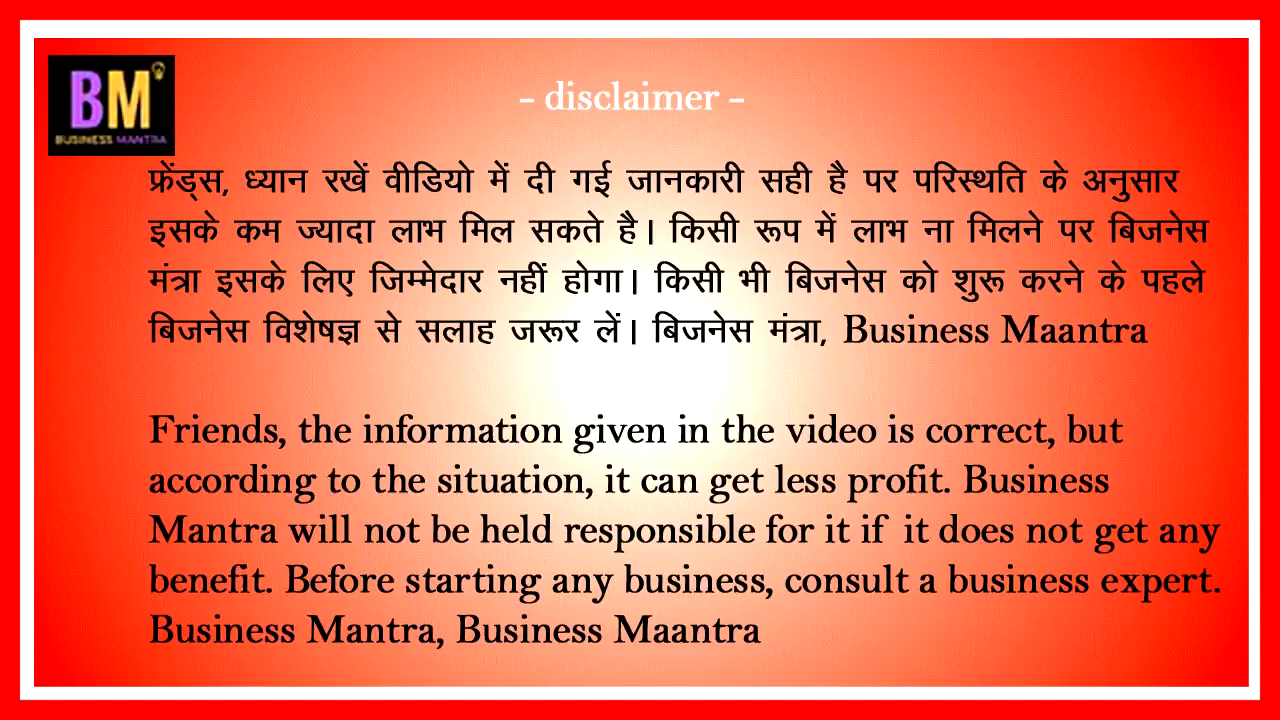 BM
BUSINESS MANTRA
- disclaimer -
फ्रेंड्स, ध्यान रखें वीडियो में दी गई जानकारी सही है पर परिस्थति के अनुसार
इसके कम ज्यादा लाभ मिल सकते है। किसी रूप में लाभ ना मिलने पर बिजनेस
मंत्रा इसके लिए जिम्मेदार नहीं होगा। किसी भी बिजनेस को शुरू करने के पहले
बिजनेस विशेषज्ञ से सलाह जरूर लें। बिजनेस मंत्रा, Business Maantra
Friends, the information given in the video is correct, but
according to the situation, it can get less profit. Business
Mantra will not be held responsible for it if it does not get any
benefit. Before starting any business, consult a business expert.
Business Mantra, Business Maantra